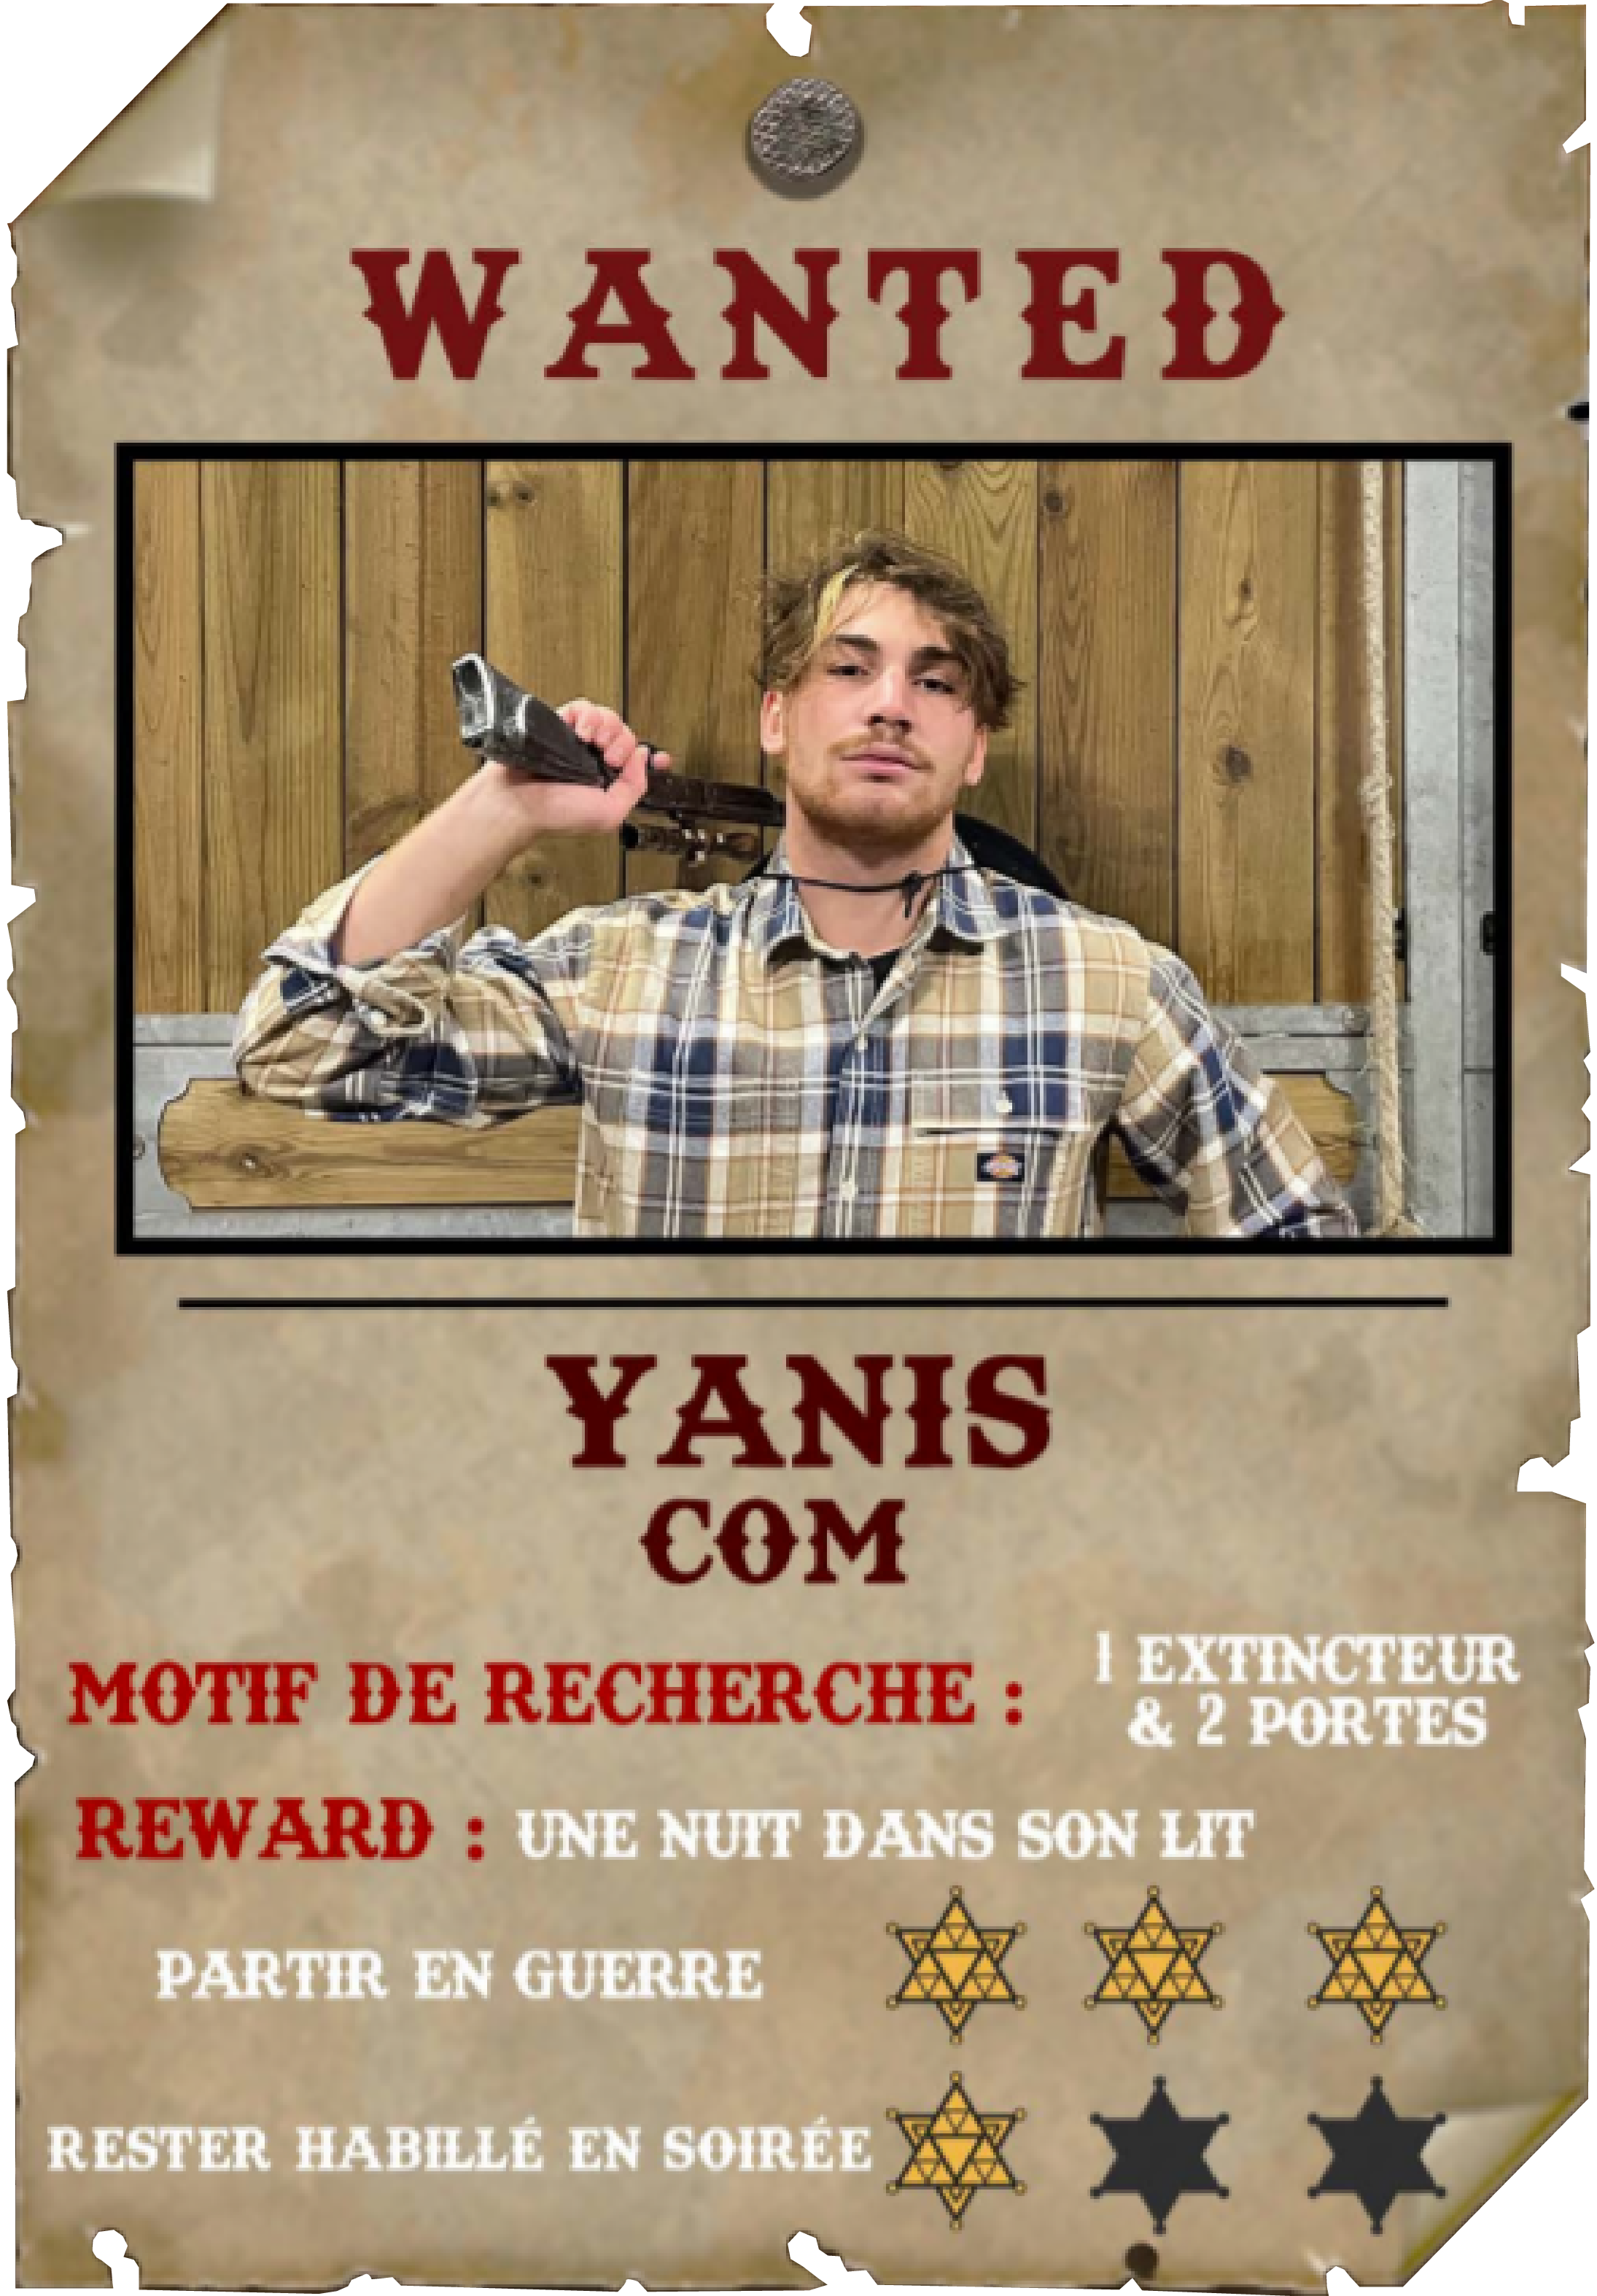 WANTED
YANIS
COM
MOTIF DE RECHERCHE :
1 EXTINCTEUR
& 2 PORTES
REWARD : UNE NUIT DANS SON LIT
PARTIR EN GUERRE
RESTER HABILLÉ EN SOIRÉE